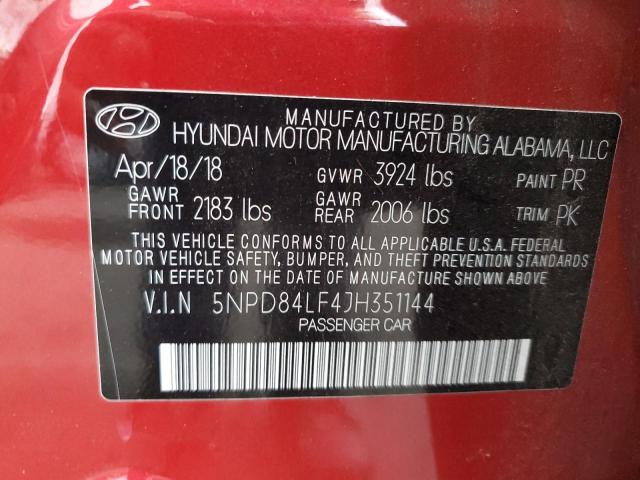 MANUFACTURED BY
HYUNDAI MOTOR MANUFACTURING ALABAMA, LLC
Apr/18/18 GVWR 3924 lbs PAINT PR
GAWR FRONT 2183 lbs GAWR REAR 2006 lbs TRIM PK
THIS VEHICLE CONFORMS TO ALL APPLICABLE U.S.A. FEDERAL
MOTOR VEHICLE SAFETY, BUMPER, AND THEFT PREVENTION STANDARDS
IN EFFECT ON THE DATE OF MANUFACTURE SHOWN ABOVE
V.I.N 5NPD84LF4JH351144
PASSENGER CAR